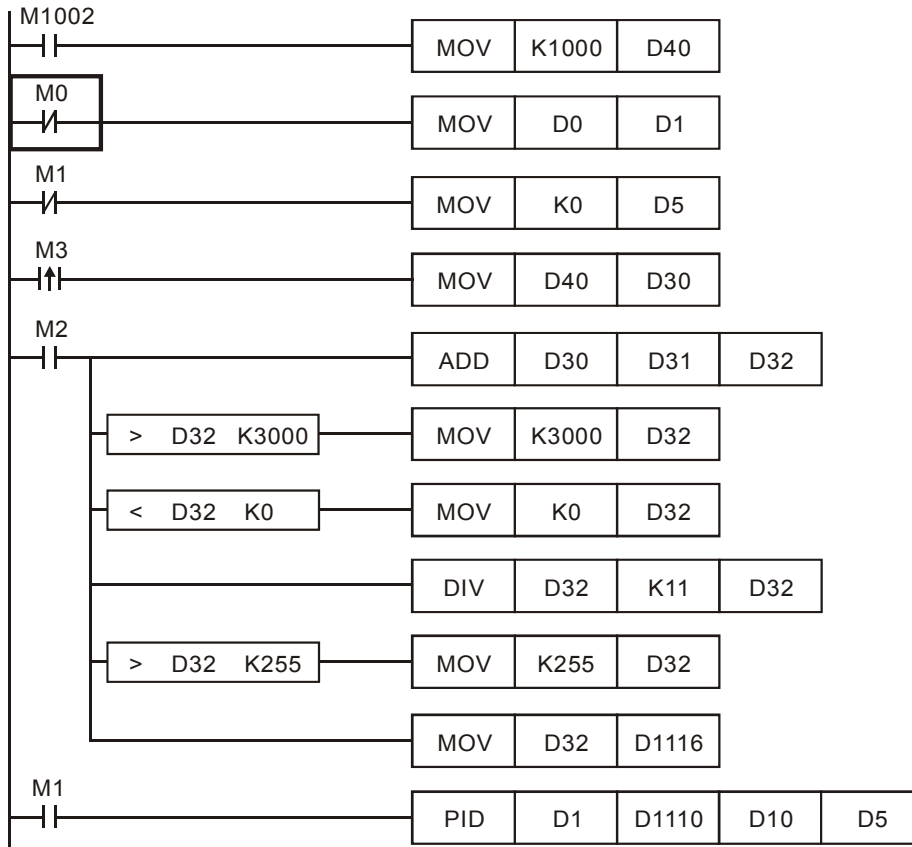 M1002
MOV K1000 D40
M0
MOV D0 D1
M1
MOV K0 D5
M3
MOV D40 D30
M2
ADD D30 D31 D32
> D32 K3000 MOV K3000 D32
< D32 K0 MOV K0 D32
DIV D32 K11 D32
> D32 K255 MOV K255 D32
MOV D32 D1116
M1
PID D1 D1110 D10 D5